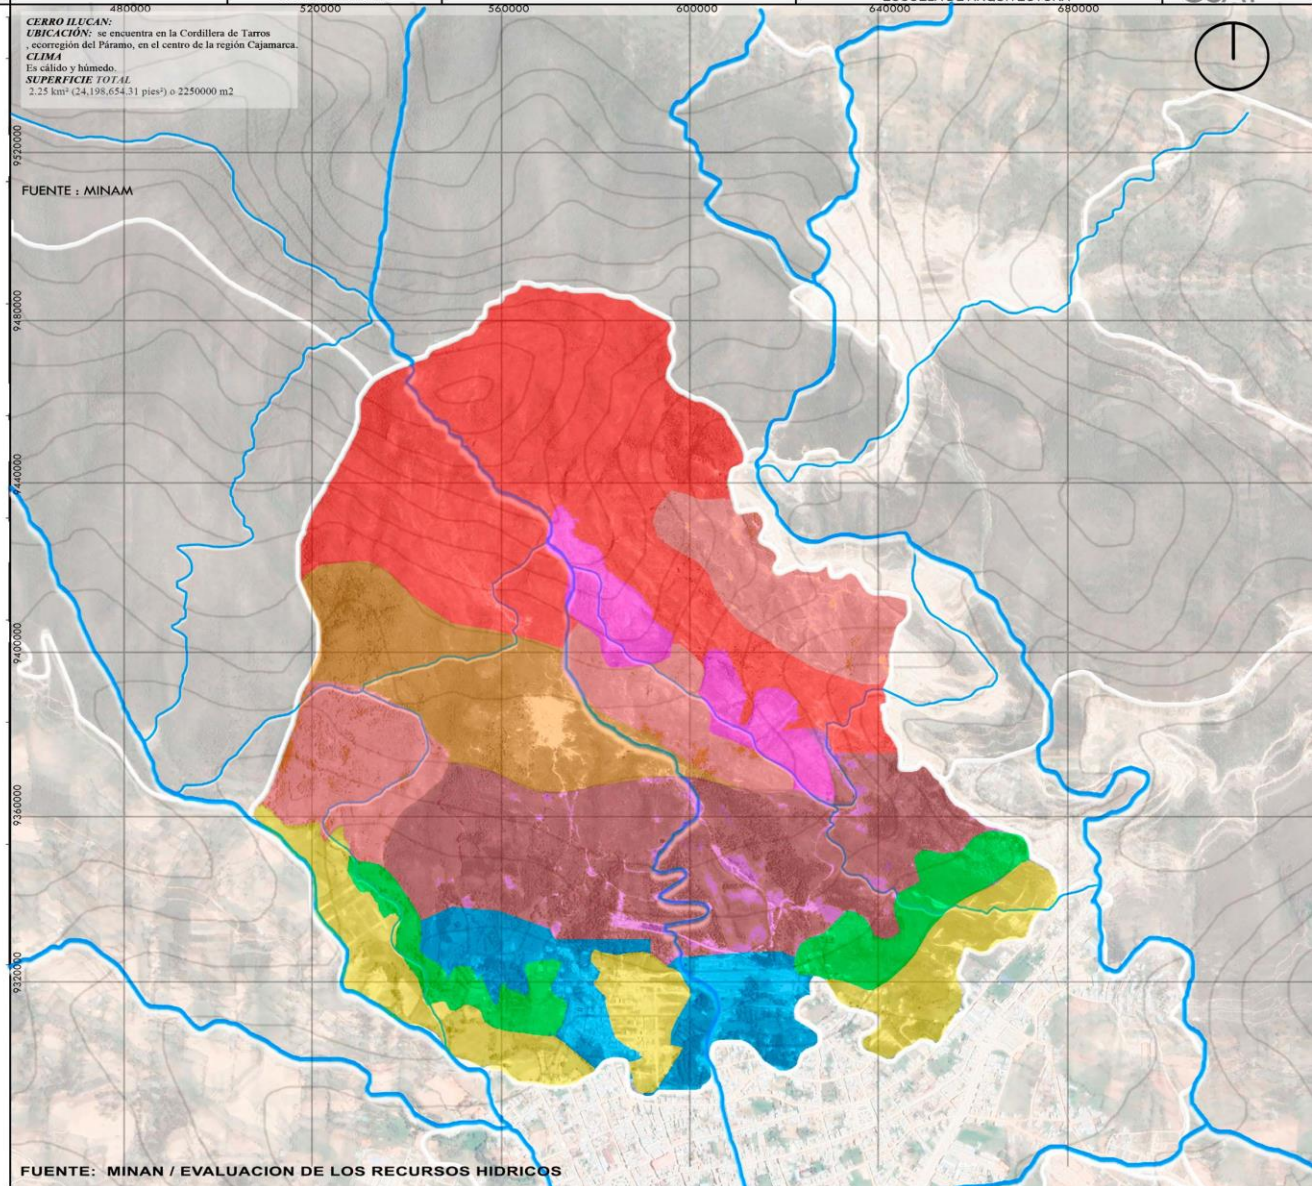 480000
520000
560000
600000
640000
680000
CERRO ILUCAN:
UBICACIÓN: se encuentra en la Cordillera de Tarros
, ecorregión del Páramo, en el centro de la región Cajamarca.
CLIMA
Es cálido y húmedo.
SUPERFICIE TOTAL
2.25 km² (24,198,654.31 pies²) o 2250000 m2
9520000
FUENTE : MINAM
9480000
9440000
9400000
9360000
9320000
FUENTE: MINAN / EVALUACION DE LOS RECURSOS HIDRICOS